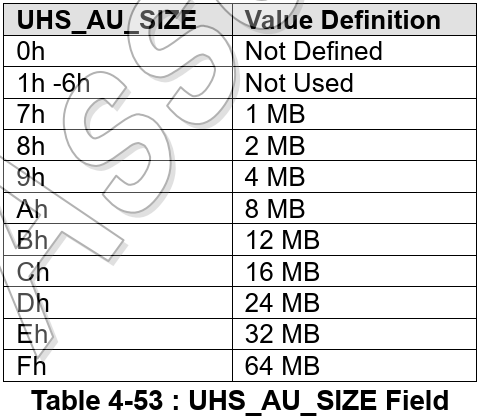 UHS_AU_SIZE Value Definition
0h Not Defined
1h -6h Not Used
7h 1 MB
8h 2 MB
9h 4 MB
Ah 8 MB
Bh 12 MB
Ch 16 MB
Dh 24 MB
Eh 32 MB
Fh 64 MB
Table 4-53 : UHS_AU_SIZE Field